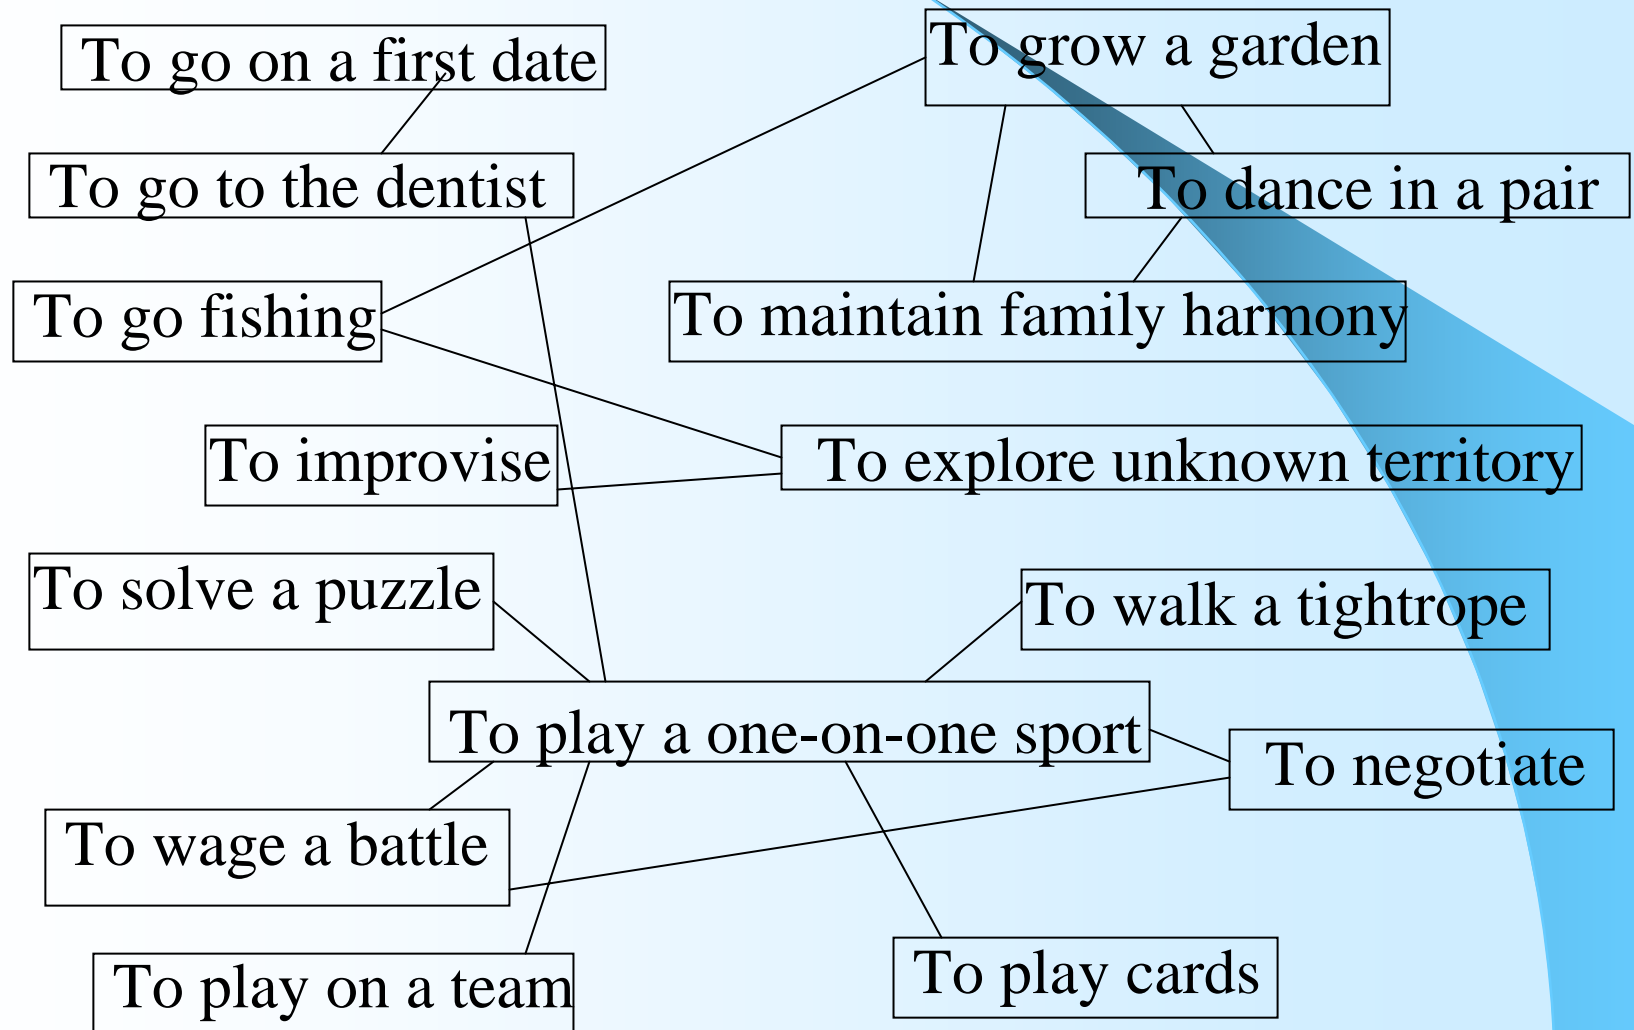 To go on a first date
To grow a garden
To go to the dentist
To dance in a pair
To go fishing
To maintain family harmony
To improvise
To explore unknown territory
To solve a puzzle
To walk a tightrope
To play a one-on-one sport
To negotiate
To wage a battle
To play on a team
To play cards